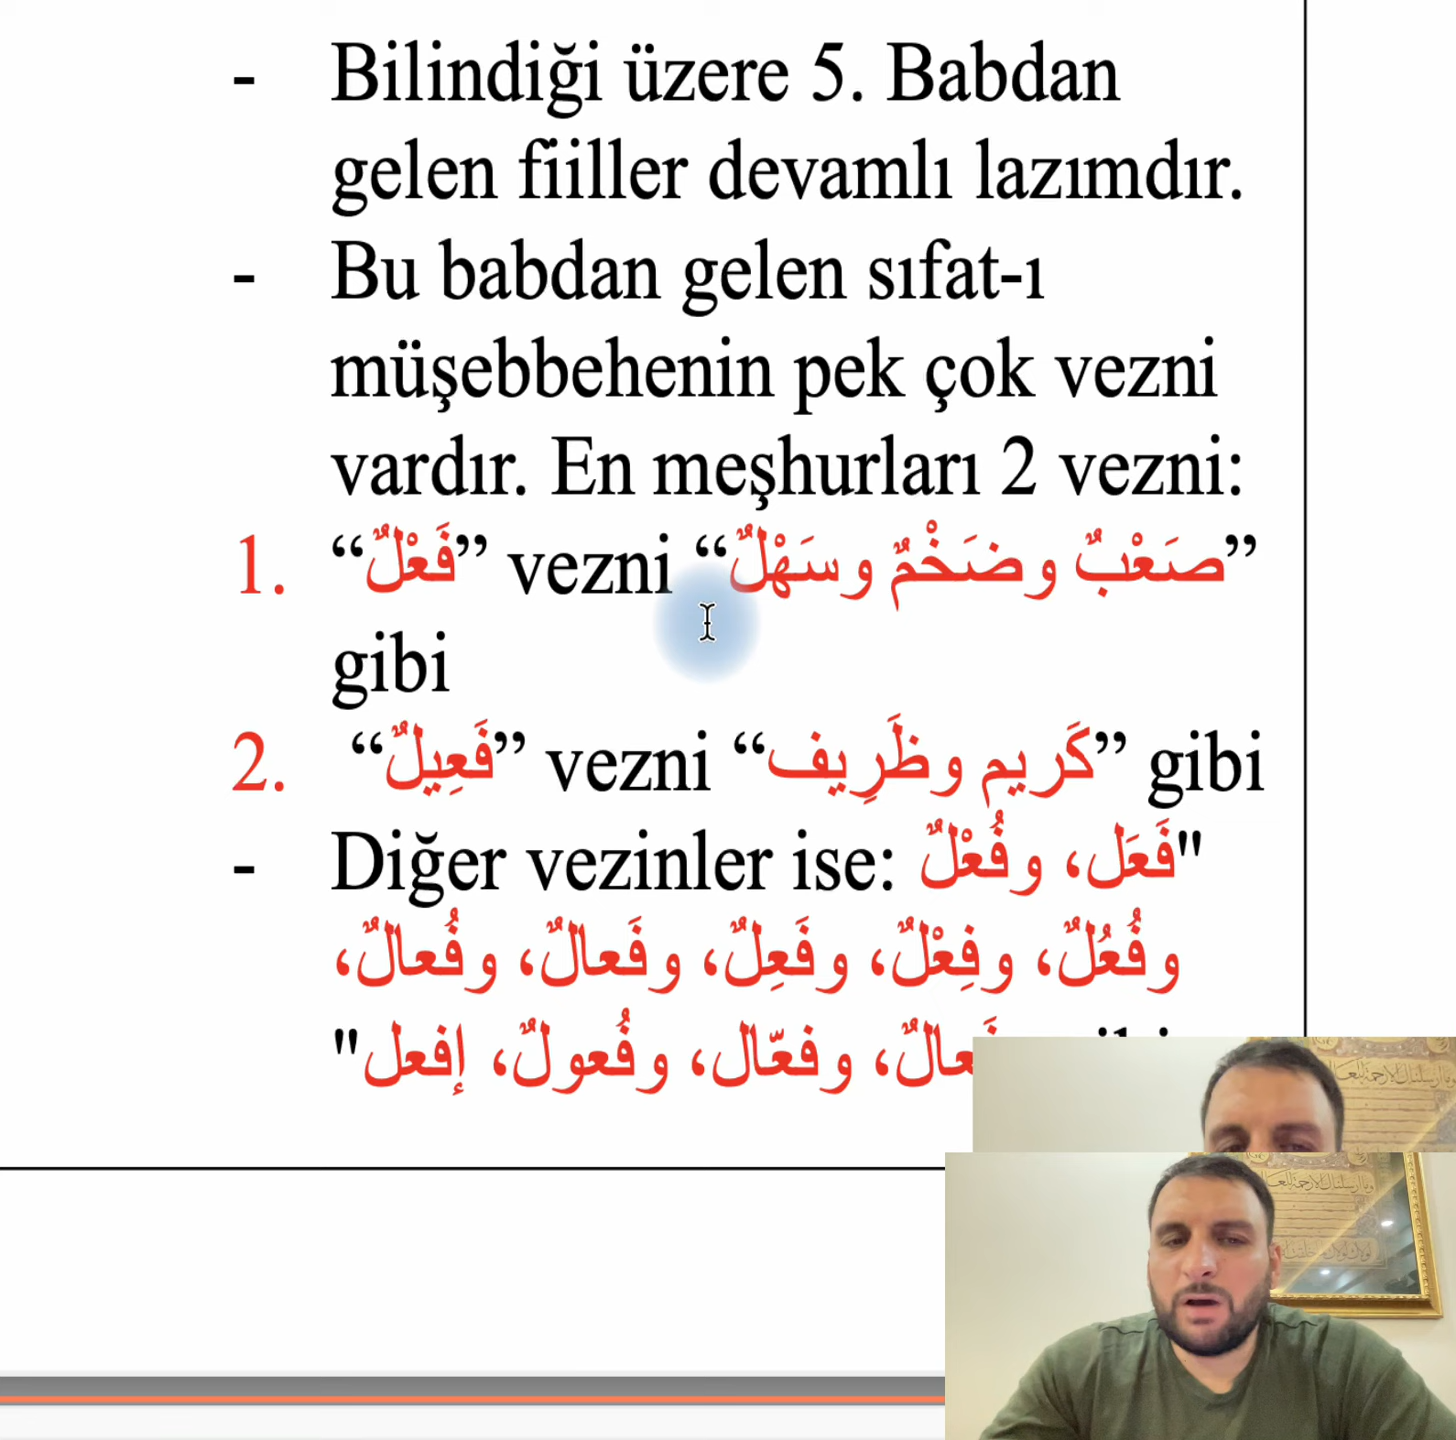 - Bilindiği üzere 5. Babdan
gelen fiiller devamlı lazımdır.
- Bu babdan gelen sıfat-ı
müşebbehenin pek çok vezni
vardır. En meşhurları 2 vezni:
1. “فَعْلٌ” vezni “صَعْبٌ وضَخْمٌ وسَهْلٌ”
gibi
2. “فَعِيلٌ” vezni “كَريم وظَرِيف” gibi
- Diğer vezinler ise: "فَعَل، وفُعْلٌ
وفُعُلٌ، وفِعْلٌ، وفَعِلٌ، وفَعالٌ، وفُعالٌ،
وفعّال، وفُعولٌ، إفعل"